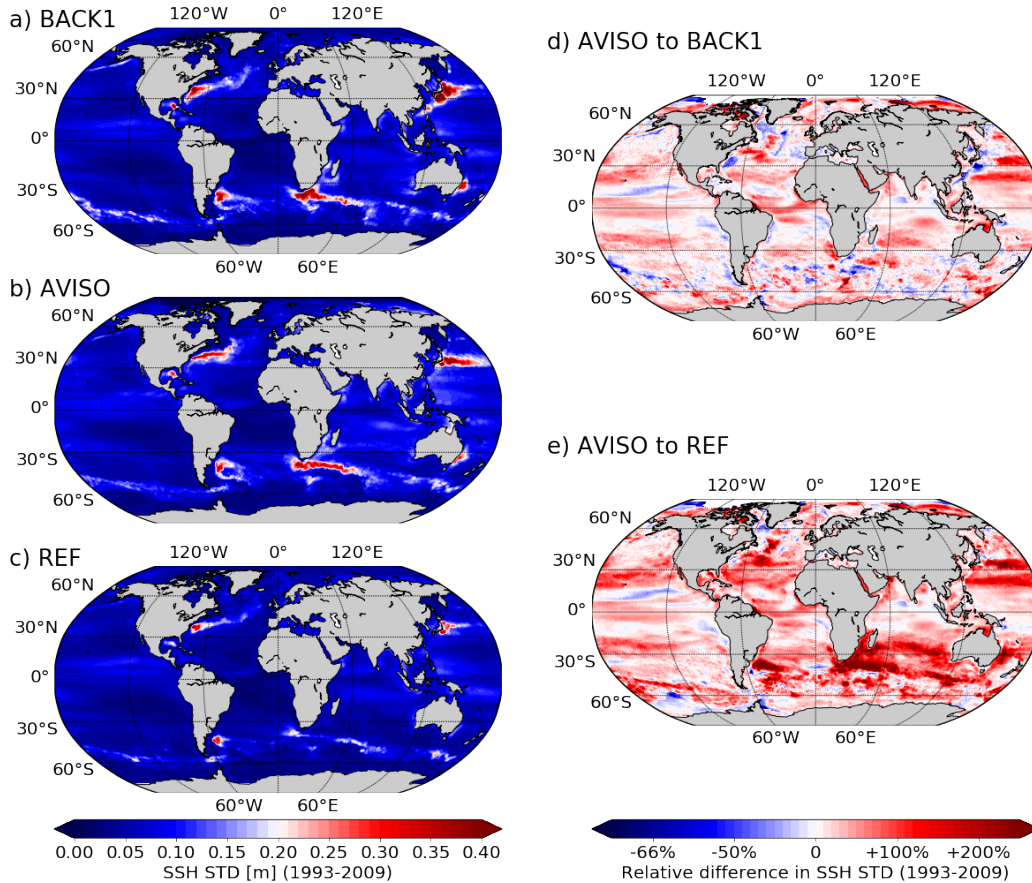 a) BACK1
120°W 0° 120°E
60°N
30°N
0°
30°S
60°S
60°W 60°E
b) AVISO
60°N
30°N
0°
30°S
60°S
c) REF
120°W 0° 120°E
60°N
30°N
0°
30°S
60°S
60°W 60°E
0.00 0.05 0.10 0.15 0.20 0.25 0.30 0.35 0.40
SSH STD [m] (1993-2009)
d) AVISO to BACK1
120°W 0° 120°E
60°N
30°N
0°
30°S
60°S
60°W 60°E
e) AVISO to REF
120°W 0° 120°E
60°N
30°N
0°
30°S
60°S
60°W 60°E
-66% -50% 0 +100% +200%
Relative difference in SSH STD (1993-2009)